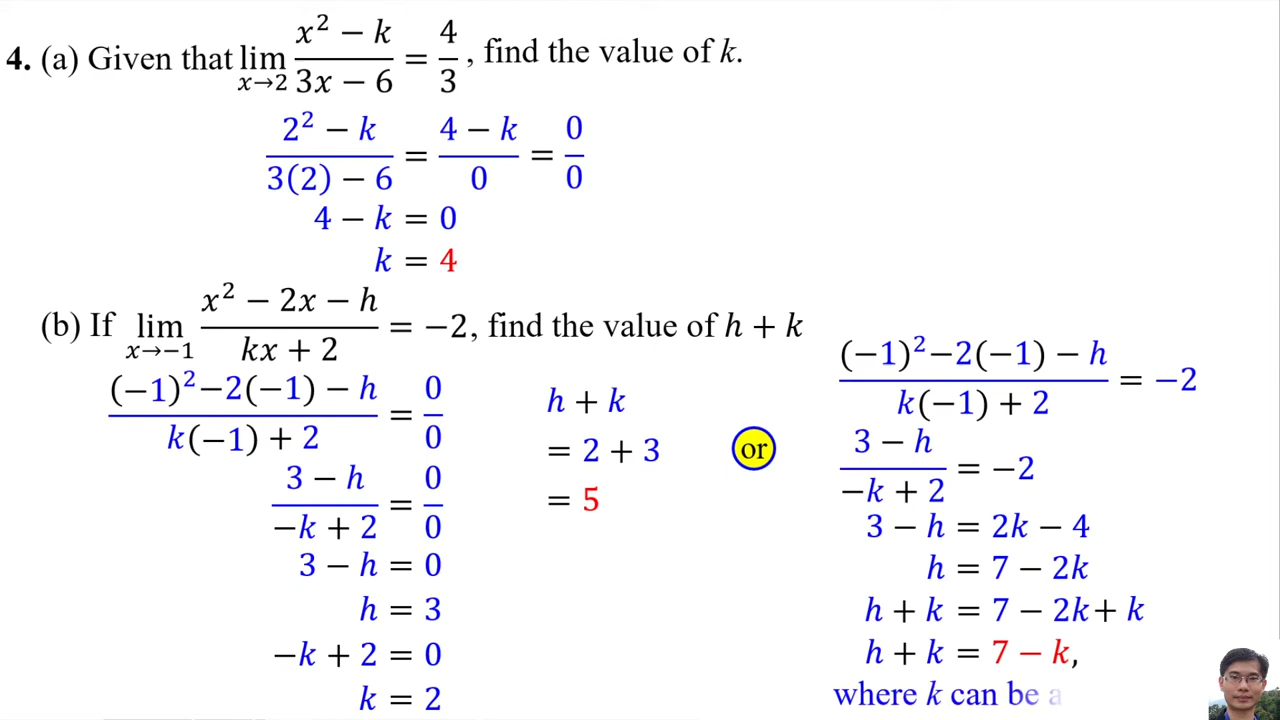 4. (a) Given that lim x→2 (x² − k)/(3x − 6) = 4/3, find the value of k.
(2² − k)/(3(2) − 6) = (4 − k)/0 = 0/0
4 − k = 0
k = 4
(b) If lim x→−1 (x² − 2x − h)/(kx + 2) = −2, find the value of h + k
((−1)² −2(−1) − h)/(k(−1) + 2) = 0/0
(3 − h)/(−k + 2) = 0/0
3 − h = 0
h = 3
−k + 2 = 0
k = 2
h + k
= 2 + 3
= 5
or
((−1)² −2(−1) − h)/(k(−1) + 2) = −2
(3 − h)/(−k + 2) = −2
3 − h = 2k − 4
h = 7 − 2k
h + k = 7 − 2k + k
h + k = 7 − k,
where k can be